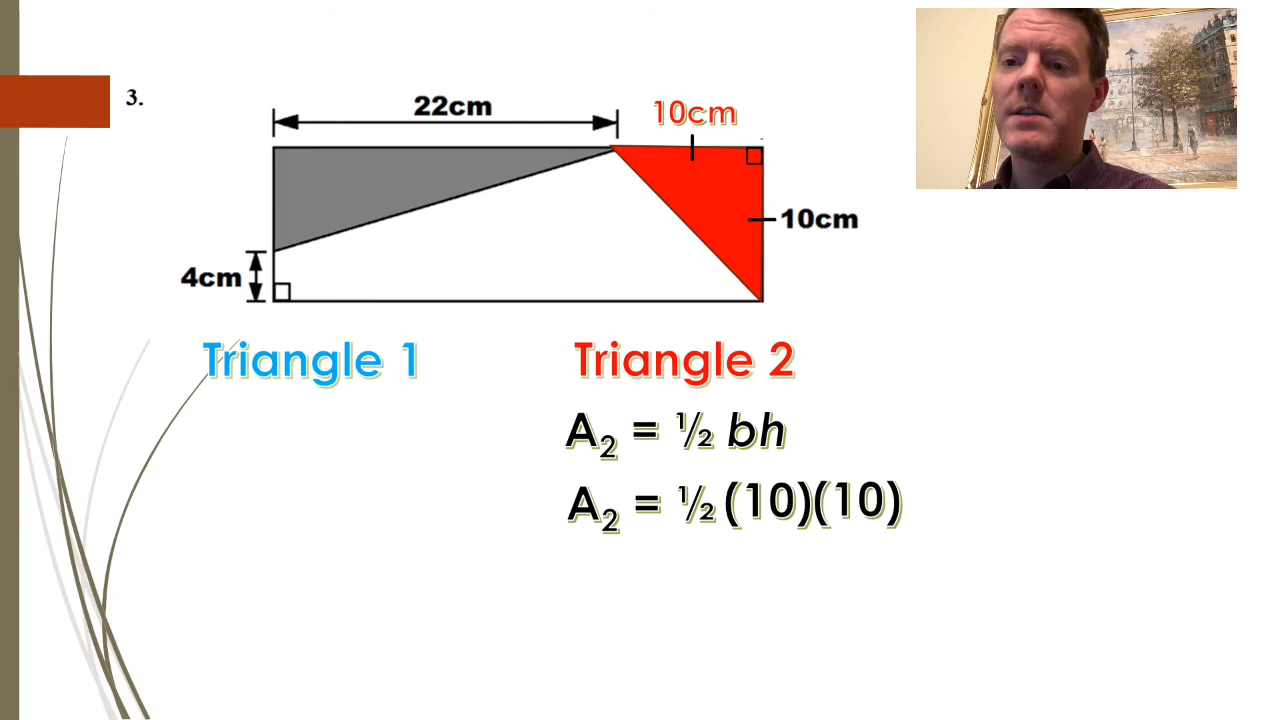 3.
22cm
10cm
10cm
4cm
Triangle 1
Triangle 2
A₂ = ½ bh
A₂ = ½ (10)(10)